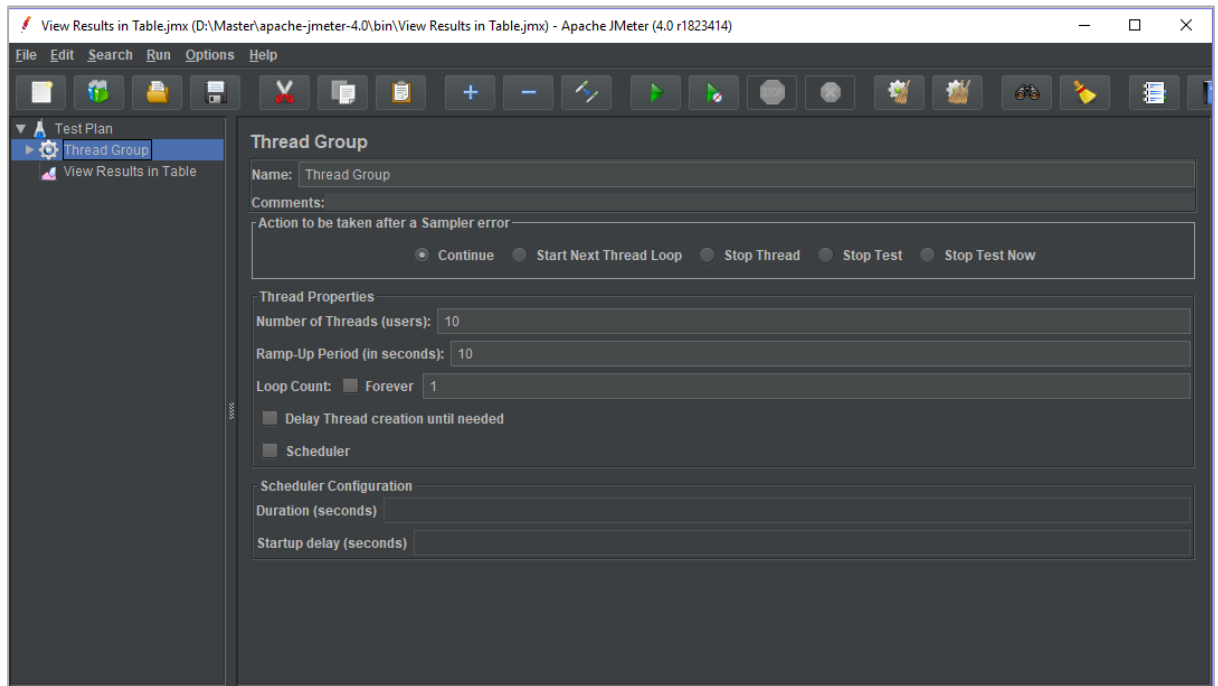 View Results in Table.jmx (D:\Master\apache-jmeter-4.0\bin\View Results in Table.jmx) - Apache JMeter (4.0 r1823414)
File Edit Search Run Options Help
STOP
Test Plan
Thread Group
View Results in Table
Thread Group
Name: Thread Group
Comments:
Action to be taken after a Sampler error
Continue Start Next Thread Loop Stop Thread Stop Test Stop Test Now
Thread Properties
Number of Threads (users): 10
Ramp-Up Period (in seconds): 10
Loop Count: Forever 1
Delay Thread creation until needed
Scheduler
Scheduler Configuration
Duration (seconds)
Startup delay (seconds)